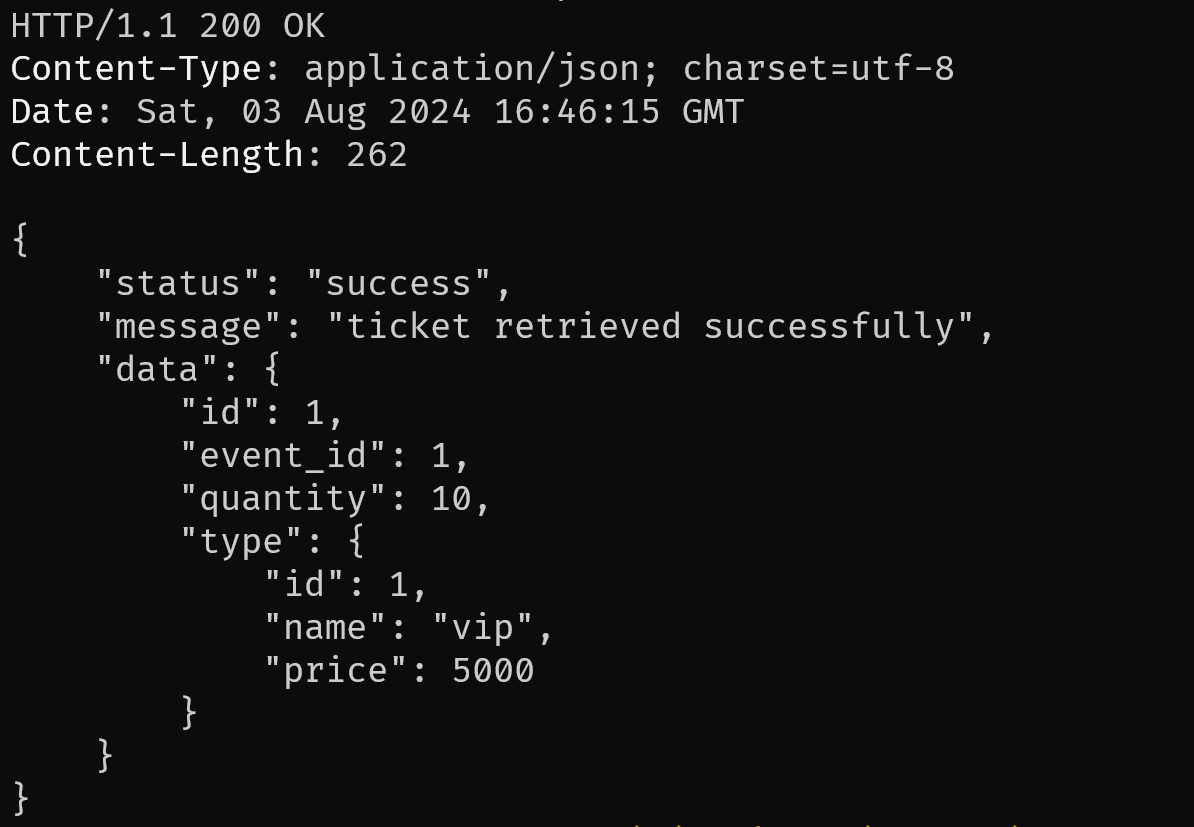 HTTP/1.1 200 OK
Content-Type: application/json; charset=utf-8
Date: Sat, 03 Aug 2024 16:46:15 GMT
Content-Length: 262

{
    "status": "success",
    "message": "ticket retrieved successfully",
    "data": {
        "id": 1,
        "event_id": 1,
        "quantity": 10,
        "type": {
            "id": 1,
            "name": "vip",
            "price": 5000
        }
    }
}